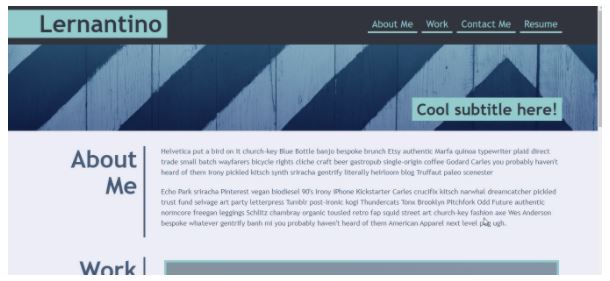 Lernantino
About Me Work Contact Me Resume
Cool subtitle here!
About
Me
Helvetica put a bird on it church-key Blue Bottle banjo bespoke brunch Etsy authentic Marfa quinoa typewriter plaid direct
trade small batch wayfarers bicycle rights cliche craft beer gastropub single-origin coffee Godard Carles you probably haven't
heard of them Irony pickled kitsch synth sriracha gentrify literally heirloom blog Truffaut paleo scenester
Echo Park sriracha Pinterest vegan biodiesel 90's irony iPhone Kickstarter Carles crucifix kitsch narwhal dreamcatcher pickled
trust fund selvage art party letterpress Tumblr post-ironic kogi Thundercats Tonx Brooklyn Pitchfork Odd Future authentic
normcore freegan leggings Schlitz chambray organic tousled retro fap squid street art church-key fashion axe Wes Anderson
bespoke whatever gentrify banh mi you probably haven't heard of them American Apparel next level pug ugh.
Work